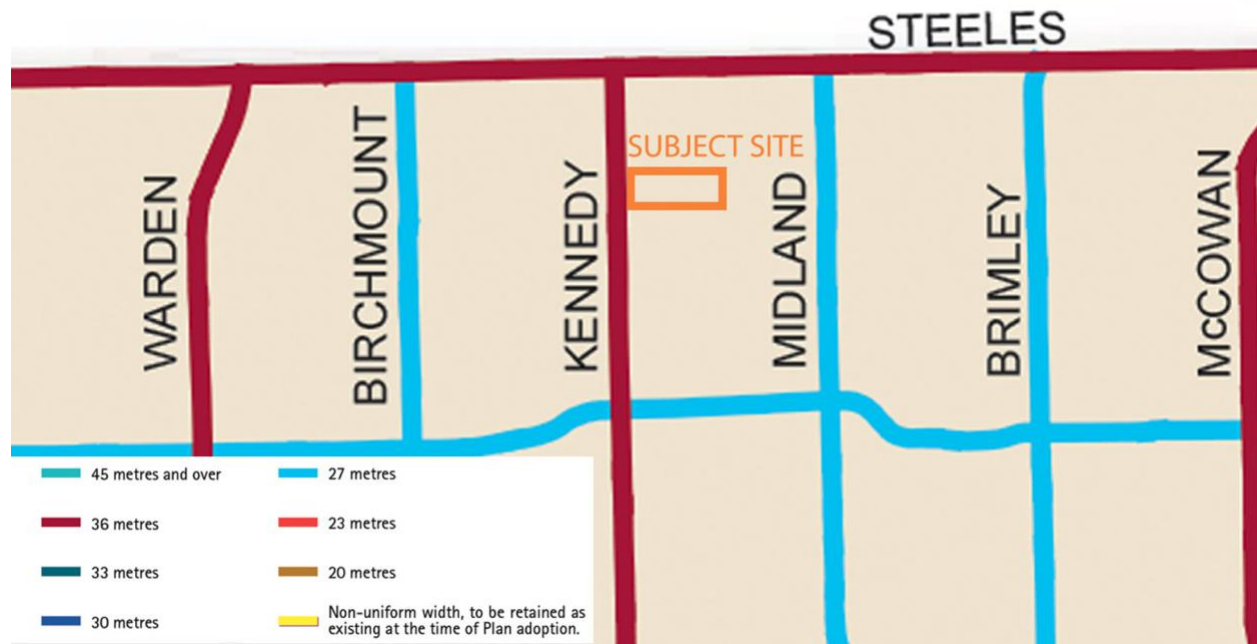 STEELES
SUBJECT SITE
WARDEN
BIRCHMOUNT
KENNEDY
MIDLAND
BRIMLEY
McCOWAN
45 metres and over
36 metres
33 metres
30 metres
27 metres
23 metres
20 metres
Non-uniform width, to be retained as
existing at the time of Plan adoption.